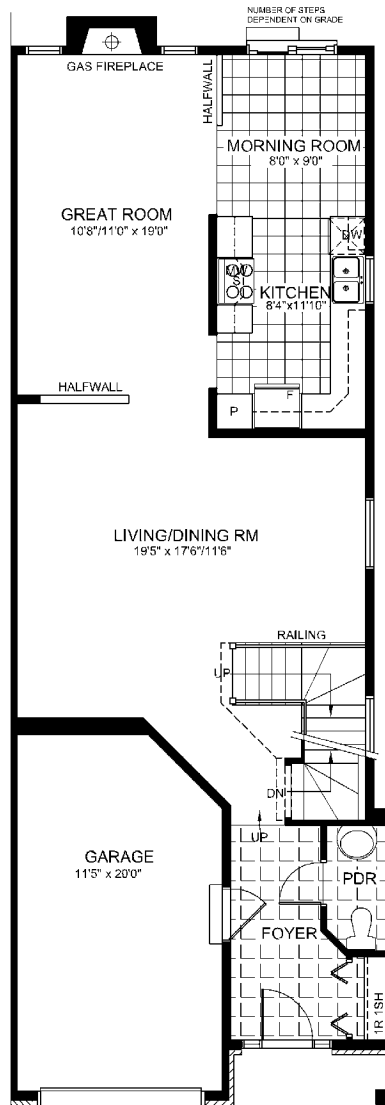 NUMBER OF STEPS
DEPENDENT ON GRADE
GAS FIREPLACE
HALFWALL
MORNING ROOM
8'0" x 9'0"
GREAT ROOM
10'8"/11'0" x 19'0"
DW
MW
S
KITCHEN
8'4"x11'10"
HALFWALL
P
F
LIVING/DINING RM
19'5" x 17'6"/11'6"
RAILING
UP
DN
UP
GARAGE
11'5" x 20'0"
PDR
FOYER
1R 1SH